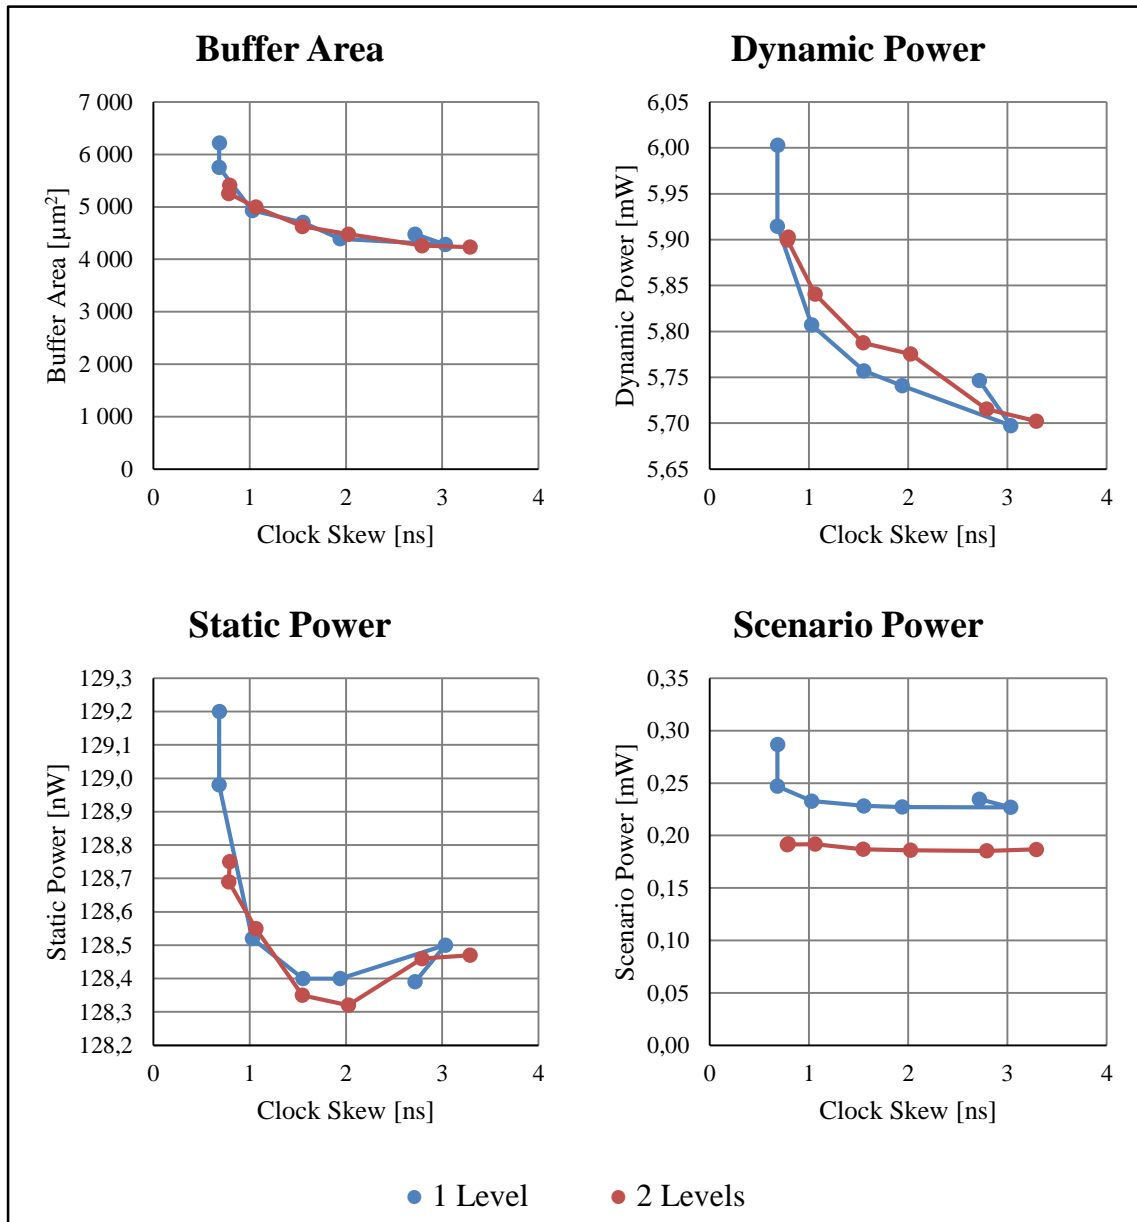 Buffer Area
Buffer Area [µm²]
7 000
6 000
5 000
4 000
3 000
2 000
1 000
0
0 1 2 3 4
Clock Skew [ns]
Dynamic Power
Dynamic Power [mW]
6,05
6,00
5,95
5,90
5,85
5,80
5,75
5,70
5,65
0 1 2 3 4
Clock Skew [ns]
Static Power
Static Power [nW]
129,3
129,2
129,1
129,0
128,9
128,8
128,7
128,6
128,5
128,4
128,3
128,2
0 1 2 3 4
Clock Skew [ns]
Scenario Power
Scenario Power [mW]
0,35
0,30
0,25
0,20
0,15
0,10
0,05
0,00
0 1 2 3 4
Clock Skew [ns]
1 Level
2 Levels